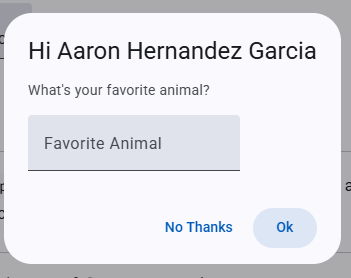 Hi Aaron Hernandez Garcia
What's your favorite animal?
Favorite Animal
No Thanks Ok